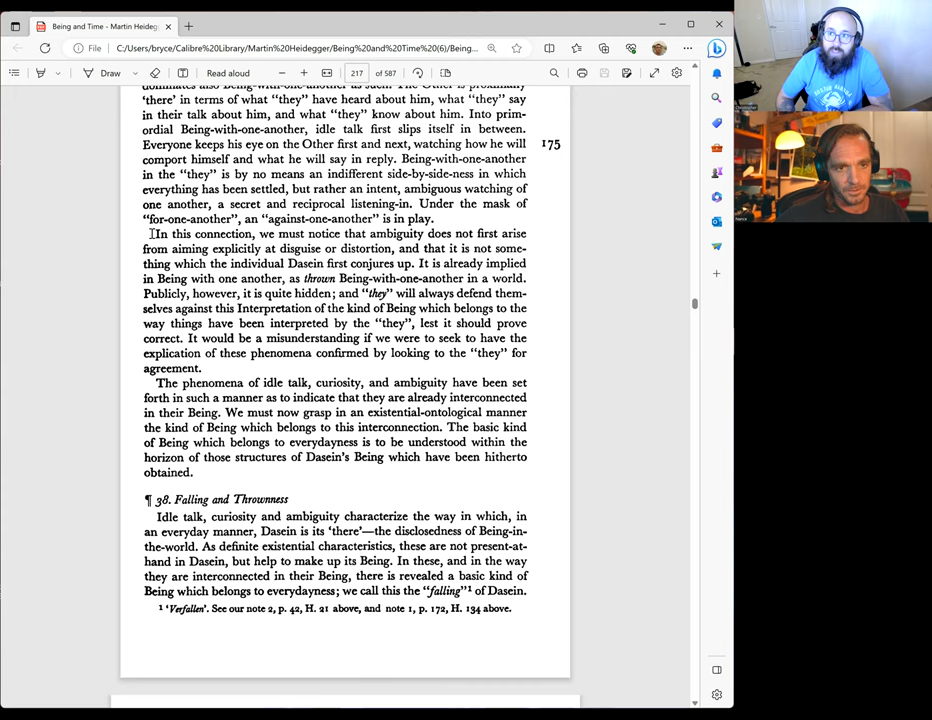 Being and Time - Martin Heideg
File
C:/Users/bryce/Calibre%20Library/Martin%20Heidegger/Being%20and%20Time%20(6)/Being...
Draw
Read aloud
217 of 587
dominates also Being-with-one-another as such. The Other is proximally
'there' in terms of what "they" have heard about him, what "they" say
in their talk about him, and what "they" know about him. Into prim-
ordial Being-with-one-another, idle talk first slips itself in between.
Everyone keeps his eye on the Other first and next, watching how he will
175
comport himself and what he will say in reply. Being-with-one-another
in the "they" is by no means an indifferent side-by-side-ness in which
everything has been settled, but rather an intent, ambiguous watching of
one another, a secret and reciprocal listening-in. Under the mask of
"for-one-another", an "against-one-another" is in play.
In this connection, we must notice that ambiguity does not first arise
from aiming explicitly at disguise or distortion, and that it is not some-
thing which the individual Dasein first conjures up. It is already implied
in Being with one another, as thrown Being-with-one-another in a world.
Publicly, however, it is quite hidden; and "they" will always defend them-
selves against this Interpretation of the kind of Being which belongs to the
way things have been interpreted by the "they", lest it should prove
correct. It would be a misunderstanding if we were to seek to have the
explication of these phenomena confirmed by looking to the "they" for
agreement.
The phenomena of idle talk, curiosity, and ambiguity have been set
forth in such a manner as to indicate that they are already interconnected
in their Being. We must now grasp in an existential-ontological manner
the kind of Being which belongs to this interconnection. The basic kind
of Being which belongs to everydayness is to be understood within the
horizon of those structures of Dasein's Being which have been hitherto
obtained.
¶ 38. Falling and Thrownness
Idle talk, curiosity and ambiguity characterize the way in which, in
an everyday manner, Dasein is its 'there'—the disclosedness of Being-in-
the-world. As definite existential characteristics, these are not present-at-
hand in Dasein, but help to make up its Being. In these, and in the way
they are interconnected in their Being, there is revealed a basic kind of
Being which belongs to everydayness; we call this the "falling"¹ of Dasein.
¹ 'Verfallen'. See our note 2, p. 42, H. 21 above, and note 1, p. 172, H. 134 above.